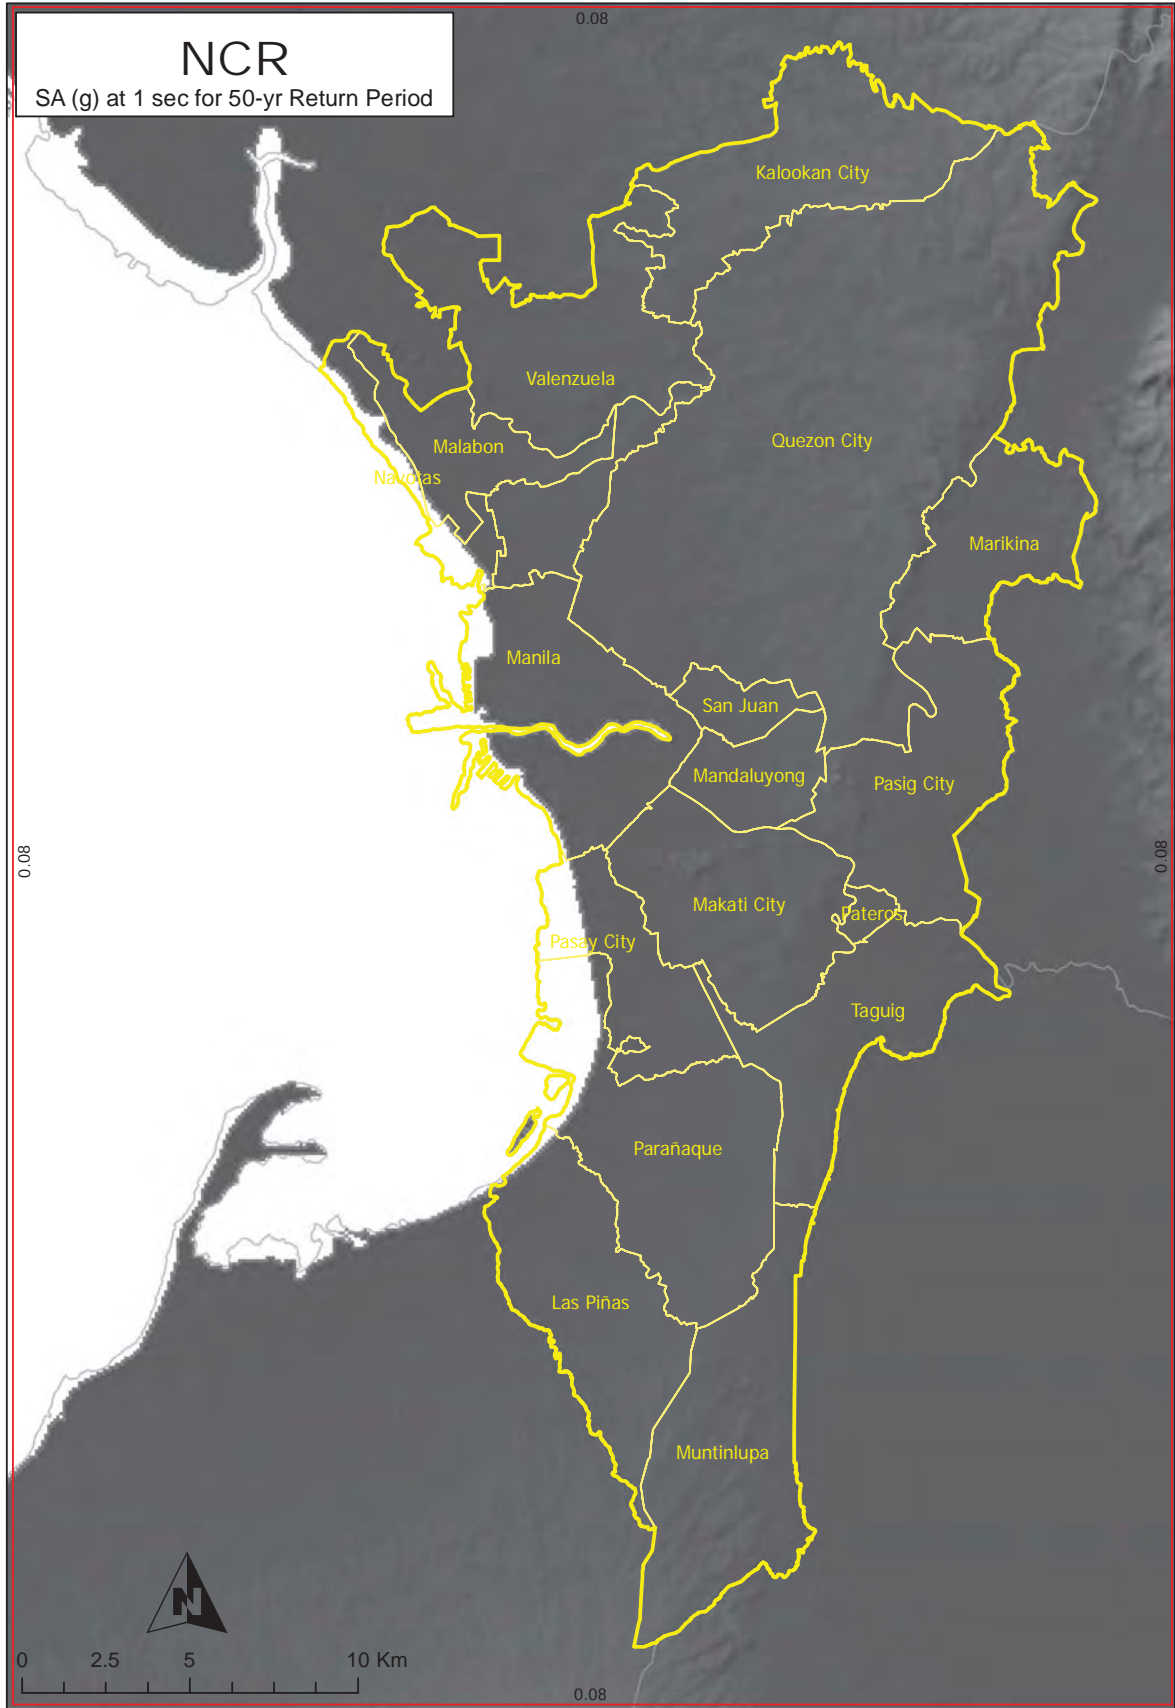 0.08
NCR
SA (g) at 1 sec for 50-yr Return Period
Kalookan City
Valenzuela
Quezon City
Malabon
Navotas
Marikina
Manila
San Juan
Mandaluyong
Pasig City
0.08
0.08
Makati City
Pateros
Pasay City
Taguig
Parañaque
Las Piñas
Muntinlupa
N
0 2.5 5 10 Km
0.08